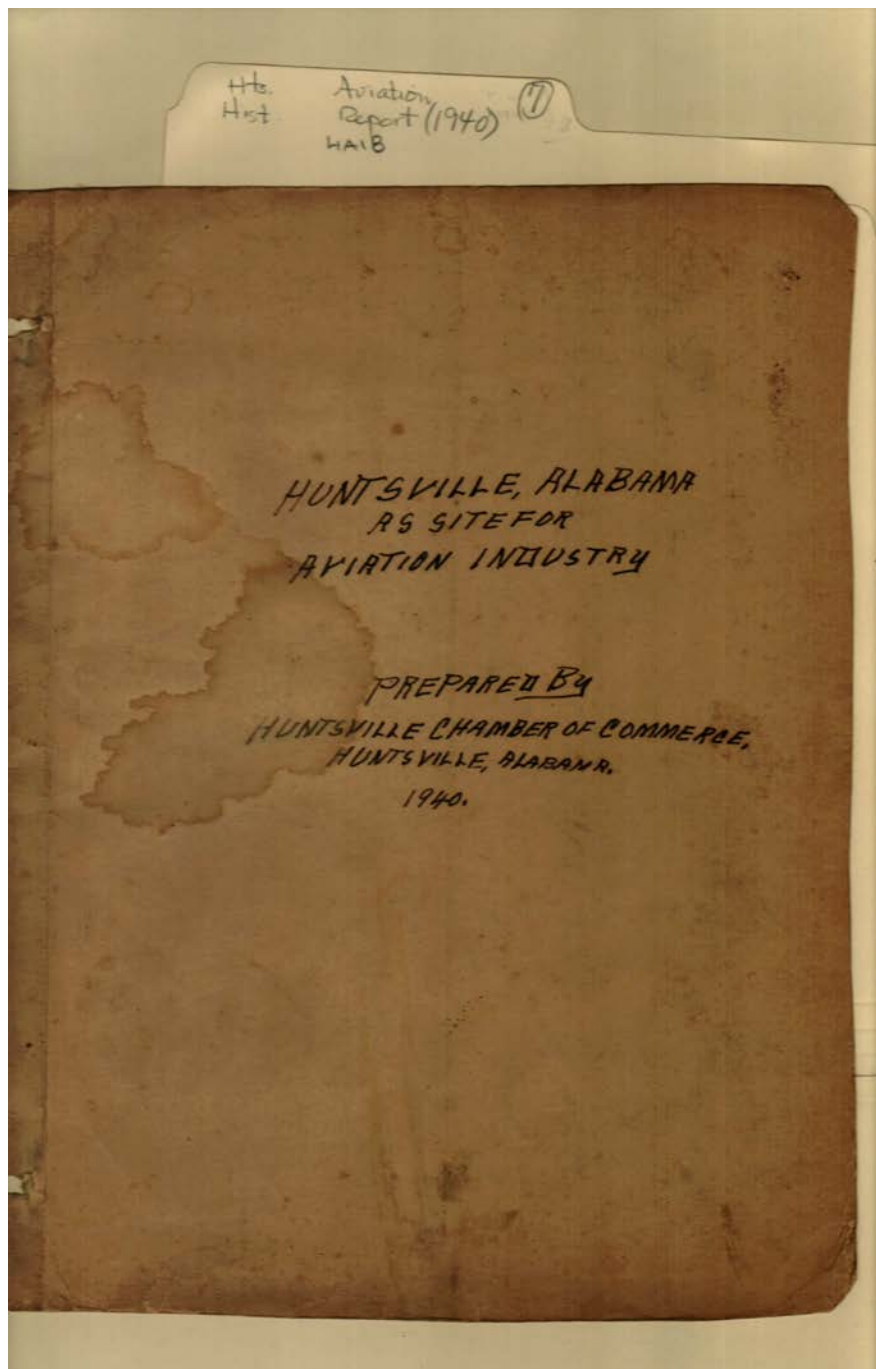 Hts. Aviation 7
Hist. Report (1940)
HAIB
HUNTSVILLE, ALABAMA
AS SITE FOR
AVIATION INDUSTRY
PREPARED BY
HUNTSVILLE CHAMBER OF COMMERCE,
HUNTSVILLE, ALABAMA.
1940.